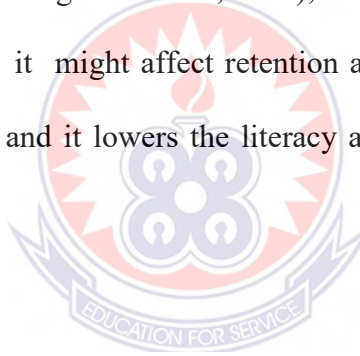 it might affect retention a
and it lowers the literacy a
EDUCATION FOR SERVICE